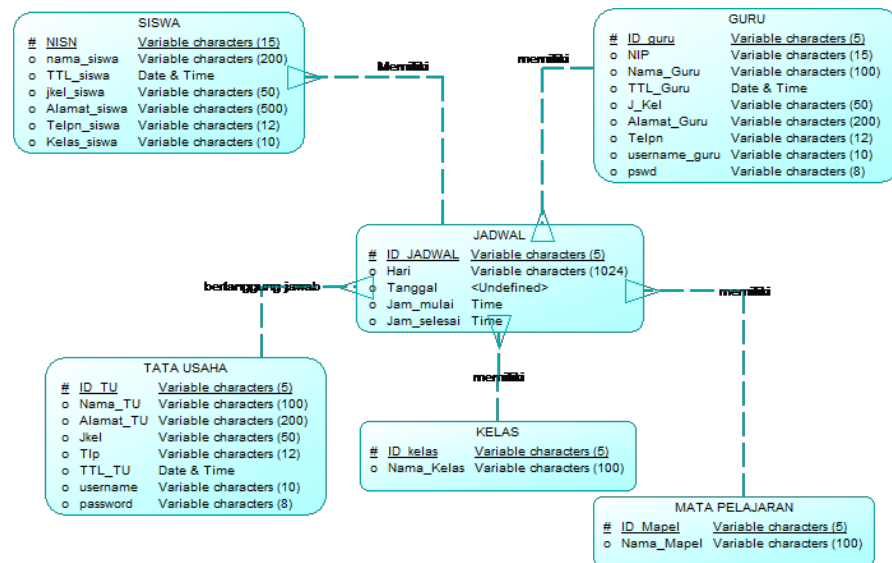 SISWA
# NISN Variable characters (15)
o nama_siswa Variable characters (200)
o TTL_siswa Date & Time
o jkel_siswa Variable characters (50)
o Alamat_siswa Variable characters (500)
o Telpn_siswa Variable characters (12)
o Kelas_siswa Variable characters (10)
Memiliki
memiliki
GURU
# ID_guru Variable characters (5)
o NIP Variable characters (15)
o Nama_Guru Variable characters (100)
o TTL_Guru Date & Time
o J_Kel Variable characters (50)
o Alamat_Guru Variable characters (200)
o Telpn Variable characters (12)
o username_guru Variable characters (10)
o pswd Variable characters (8)
JADWAL
# ID_JADWAL Variable characters (5)
o Hari Variable characters (1024)
o Tanggal <Undefined>
o Jam_mulai Time
o Jam_selesai Time
bertanggung jawab
memiliki
memiliki
TATA USAHA
# ID_TU Variable characters (5)
o Nama_TU Variable characters (100)
o Alamat_TU Variable characters (200)
o Jkel Variable characters (50)
o Tlp Variable characters (12)
o TTL_TU Date & Time
o username Variable characters (10)
o password Variable characters (8)
KELAS
# ID_kelas Variable characters (5)
o Nama_Kelas Variable characters (100)
MATA PELAJARAN
# ID_Mapel Variable characters (5)
o Nama_Mapel Variable characters (100)